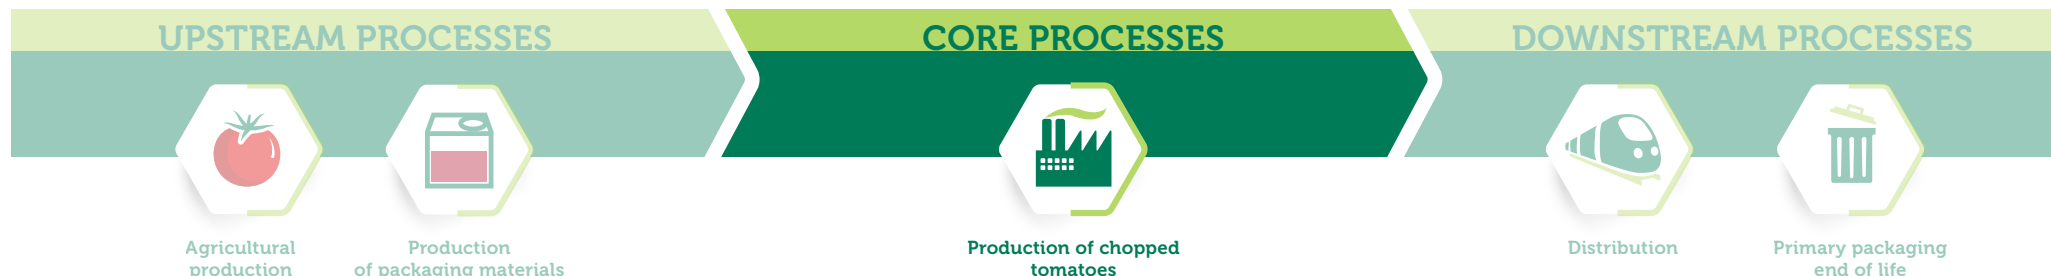 UPSTREAM PROCESSES
CORE PROCESSES
DOWNSTREAM PROCESSES
Agricultural
production
Production
of packaging materials
Production of chopped
tomatoes
Distribution
Primary packaging
end of life